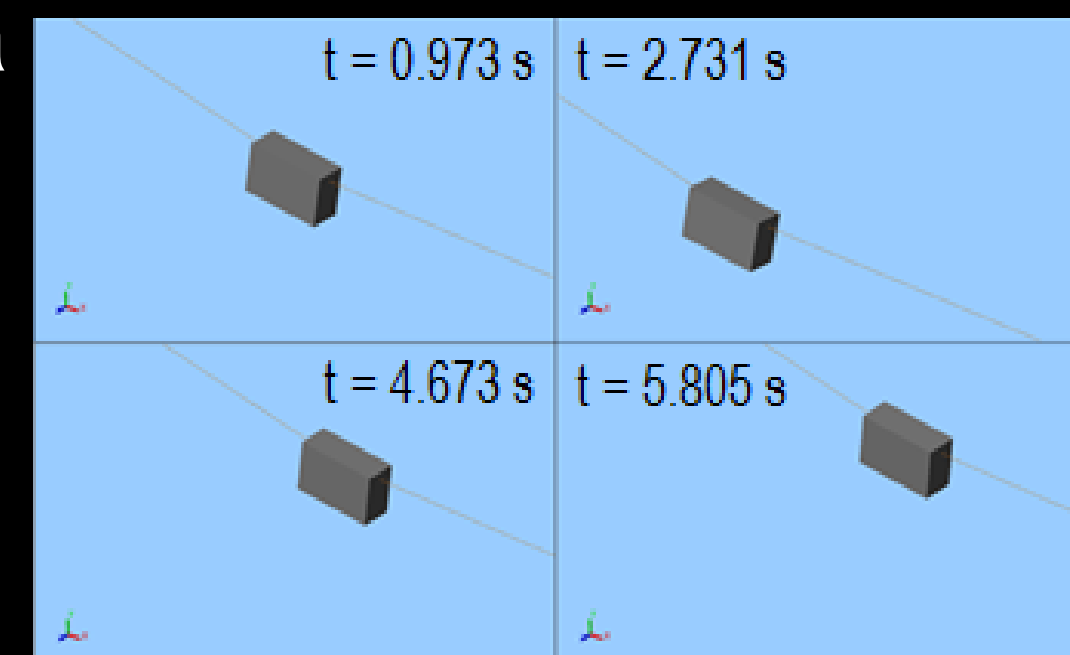 t = 0.973 s
t = 2.731 s
t = 4.673 s
t = 5.805 s